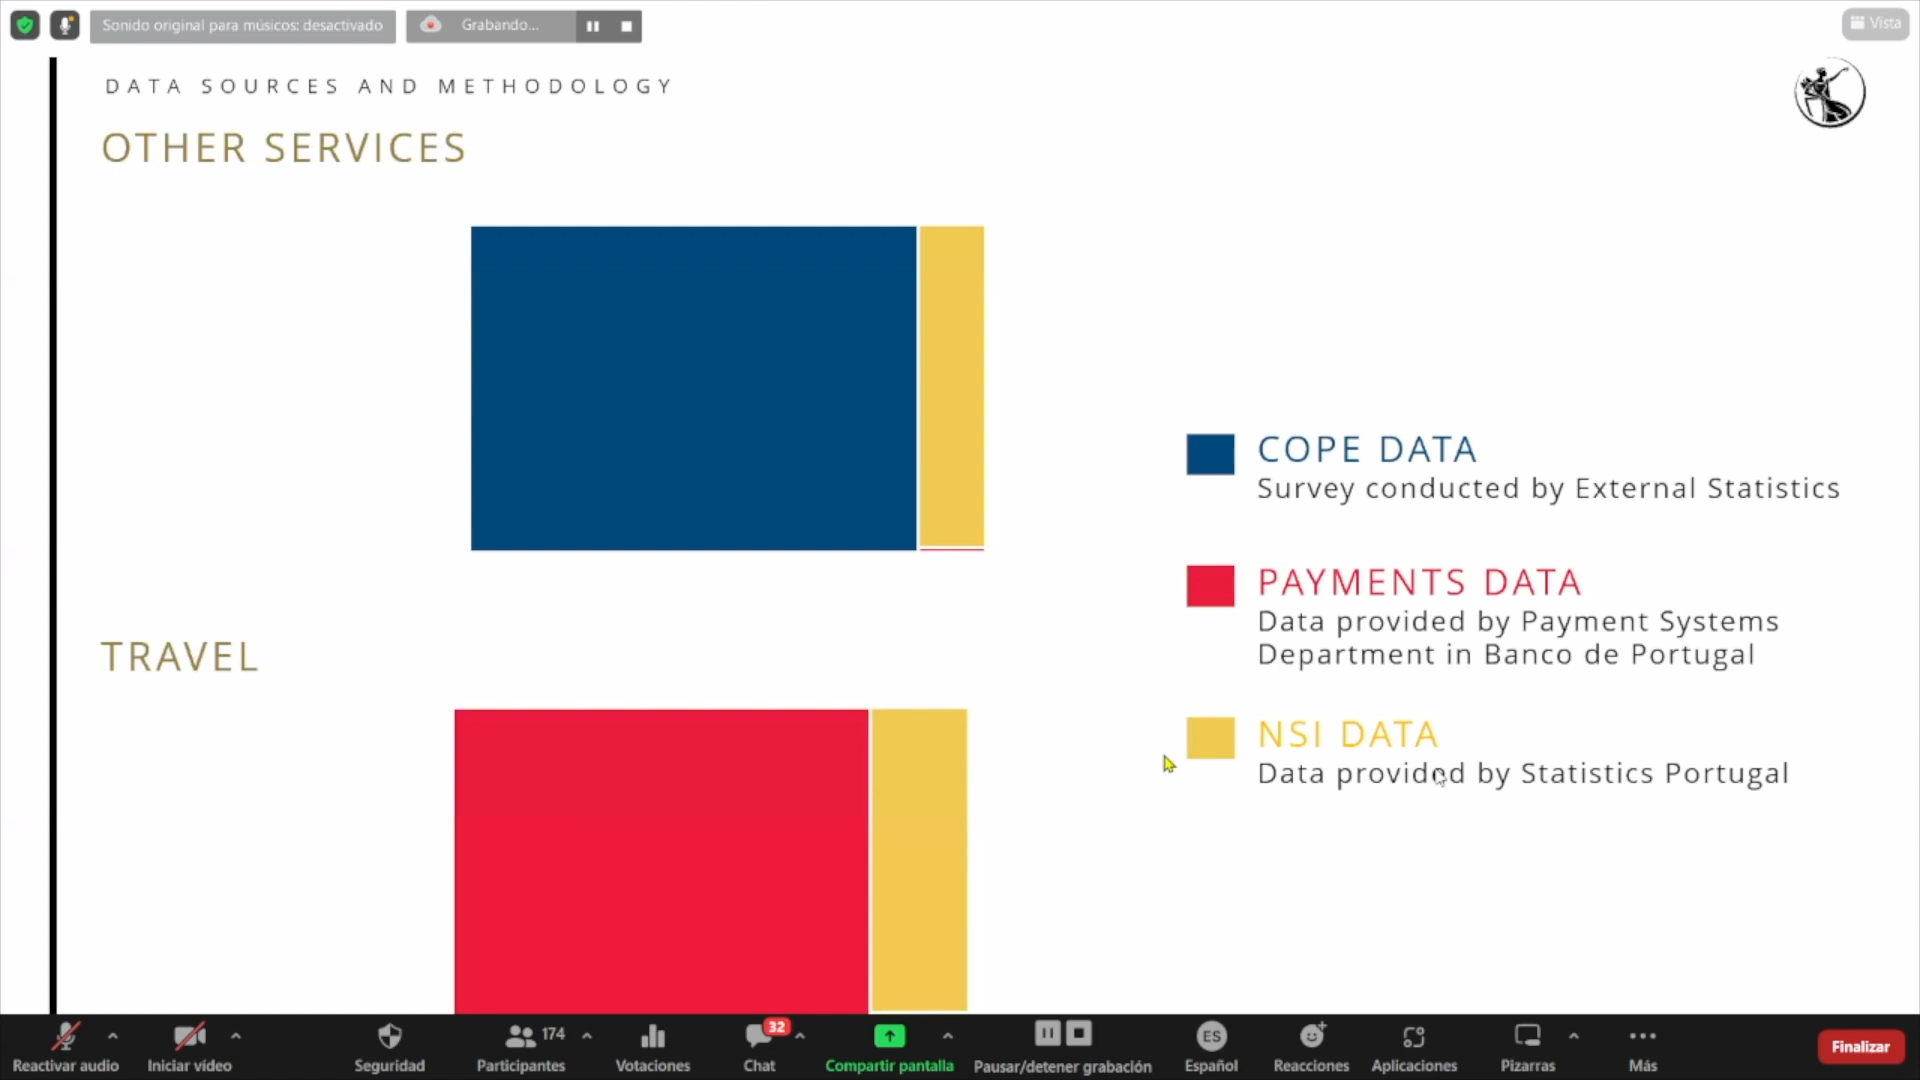 Sonido original para músicos: desactivado
Grabando...
Vista
DATA SOURCES AND METHODOLOGY
OTHER SERVICES
COPE DATA
Survey conducted by External Statistics
PAYMENTS DATA
Data provided by Payment Systems
Department in Banco de Portugal
TRAVEL
NSI DATA
Data provided by Statistics Portugal
174
32
ES
Reactivar audio
Iniciar vídeo
Seguridad
Participantes
Votaciones
Chat
Compartir pantalla
Pausar/detener grabación
Español
Reacciones
Aplicaciones
Pizarras
Más
Finalizar